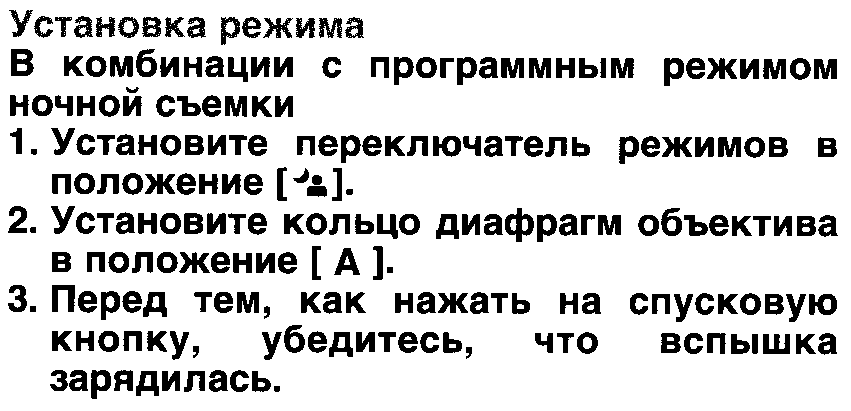 Установка режима
В комбинации с программным режимом
ночной съемки
1. Установите переключатель режимов в
положение [ ].
2. Установите кольцо диафрагм объектива
в положение [ A ].
3. Перед тем, как нажать на спусковую
кнопку, убедитесь, что вспышка
зарядилась.